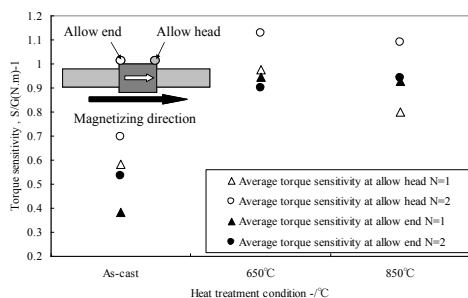 Allow end
Allow head
Magnetizing direction
Torque sensitivity , S/G(N.m)-1
1.2
1.1
1
0.9
0.8
0.7
0.6
0.5
0.4
0.3
0.2
Average torque sensitivity at allow head N=1
Average torque sensitivity at allow head N=2
Average torque sensitivity at allow end N=1
Average torque sensitivity at allow end N=2
As-cast
650℃
850℃
Heat treatment condition -/℃